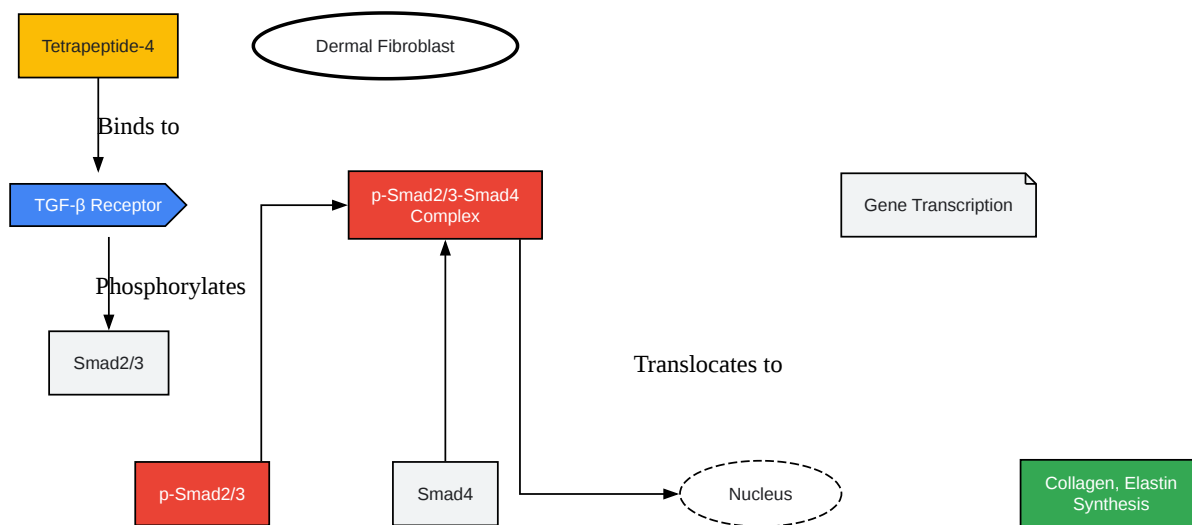 Tetrapeptide-4
Dermal Fibroblast
Binds to
TGF-β Receptor
p-Smad2/3-Smad4
Complex
Gene Transcription
Phosphorylates
Smad2/3
Translocates to
p-Smad2/3
Smad4
Nucleus
Collagen, Elastin
Synthesis